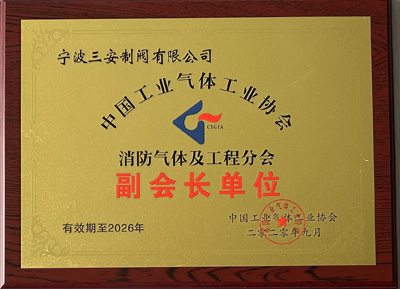 宁波三安制阀有限公司
中国工业气体工业协会
CIGIA
消防气体及工程分会
副会长单位
有效期至2026年
中国工业气体工业协会
二〇二〇年九月